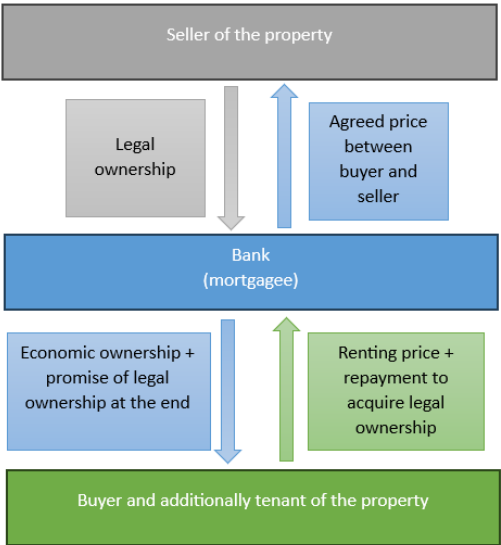 Seller of the property
Legal
ownership
Agreed price
between
buyer and
seller
Bank
(mortgagee)
Economic ownership +
promise of legal
ownership at the end
Renting price +
repayment to
acquire legal
ownership
Buyer and additionally tenant of the property